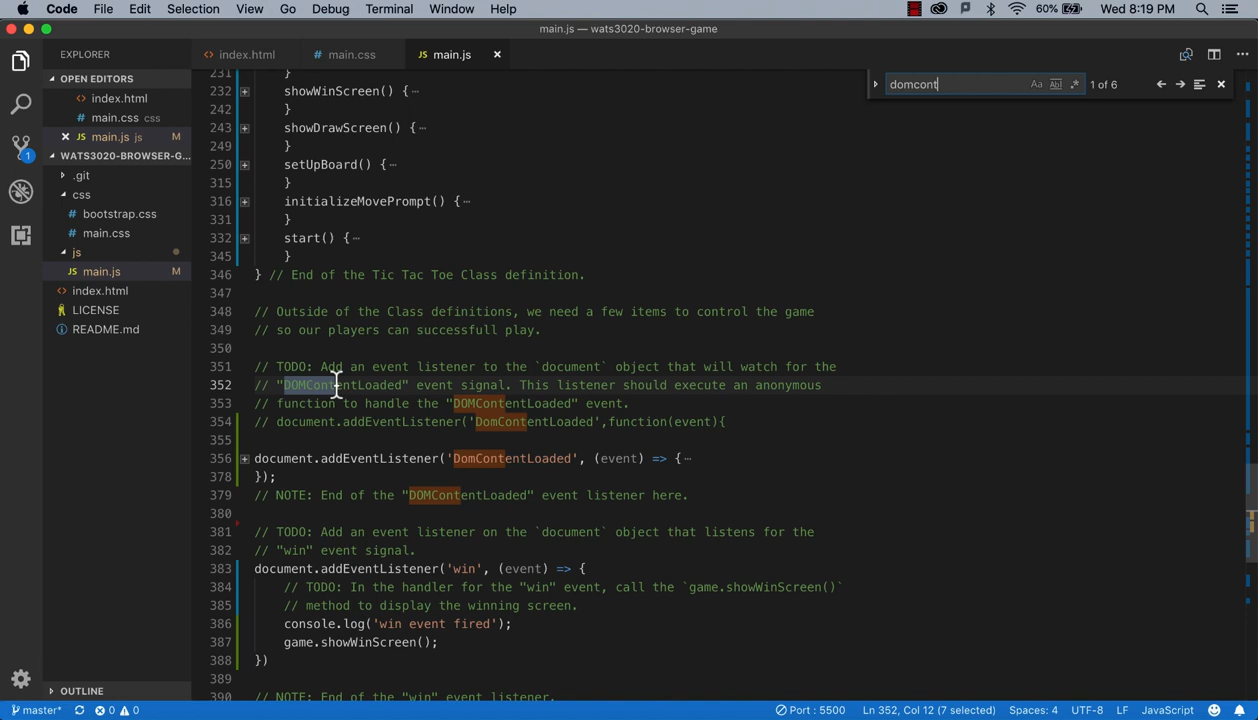 Code File Edit Selection View Go Debug Terminal Window Help 60% Wed 8:19 PM
main.js — wats3020-browser-game
EXPLORER
index.html main.css main.js
OPEN EDITORS
index.html
main.css css
main.js js M
WATS3020-BROWSER-G...
.git
css
bootstrap.css
main.css
js
main.js M
index.html
LICENSE
README.md
OUTLINE
domcont Aa Abl .* 1 of 6
231 }
232 showWinScreen() { ⋯
242 }
243 showDrawScreen() { ⋯
249 }
250 setUpBoard() { ⋯
315 }
316 initializeMovePrompt() { ⋯
331 }
332 start() { ⋯
345 }
346 } // End of the Tic Tac Toe Class definition.
347
348 // Outside of the Class definitions, we need a few items to control the game
349 // so our players can successfull play.
350
351 // TODO: Add an event listener to the `document` object that will watch for the
352 // "DOMContentLoaded" event signal. This listener should execute an anonymous
353 // function to handle the "DOMContentLoaded" event.
354 // document.addEventListener('DomContentLoaded',function(event){
355
356 document.addEventListener('DomContentLoaded', (event) => { ⋯
378 });
379 // NOTE: End of the "DOMContentLoaded" event listener here.
380
381 // TODO: Add an event listener on the `document` object that listens for the
382 // "win" event signal.
383 document.addEventListener('win', (event) => {
384 // TODO: In the handler for the "win" event, call the `game.showWinScreen()`
385 // method to display the winning screen.
386 console.log('win event fired');
387 game.showWinScreen();
388 })
389
390 // NOTE: End of the "win" event listener.
1
master* 0 0 Port : 5500 Ln 352, Col 12 (7 selected) Spaces: 4 UTF-8 LF JavaScript